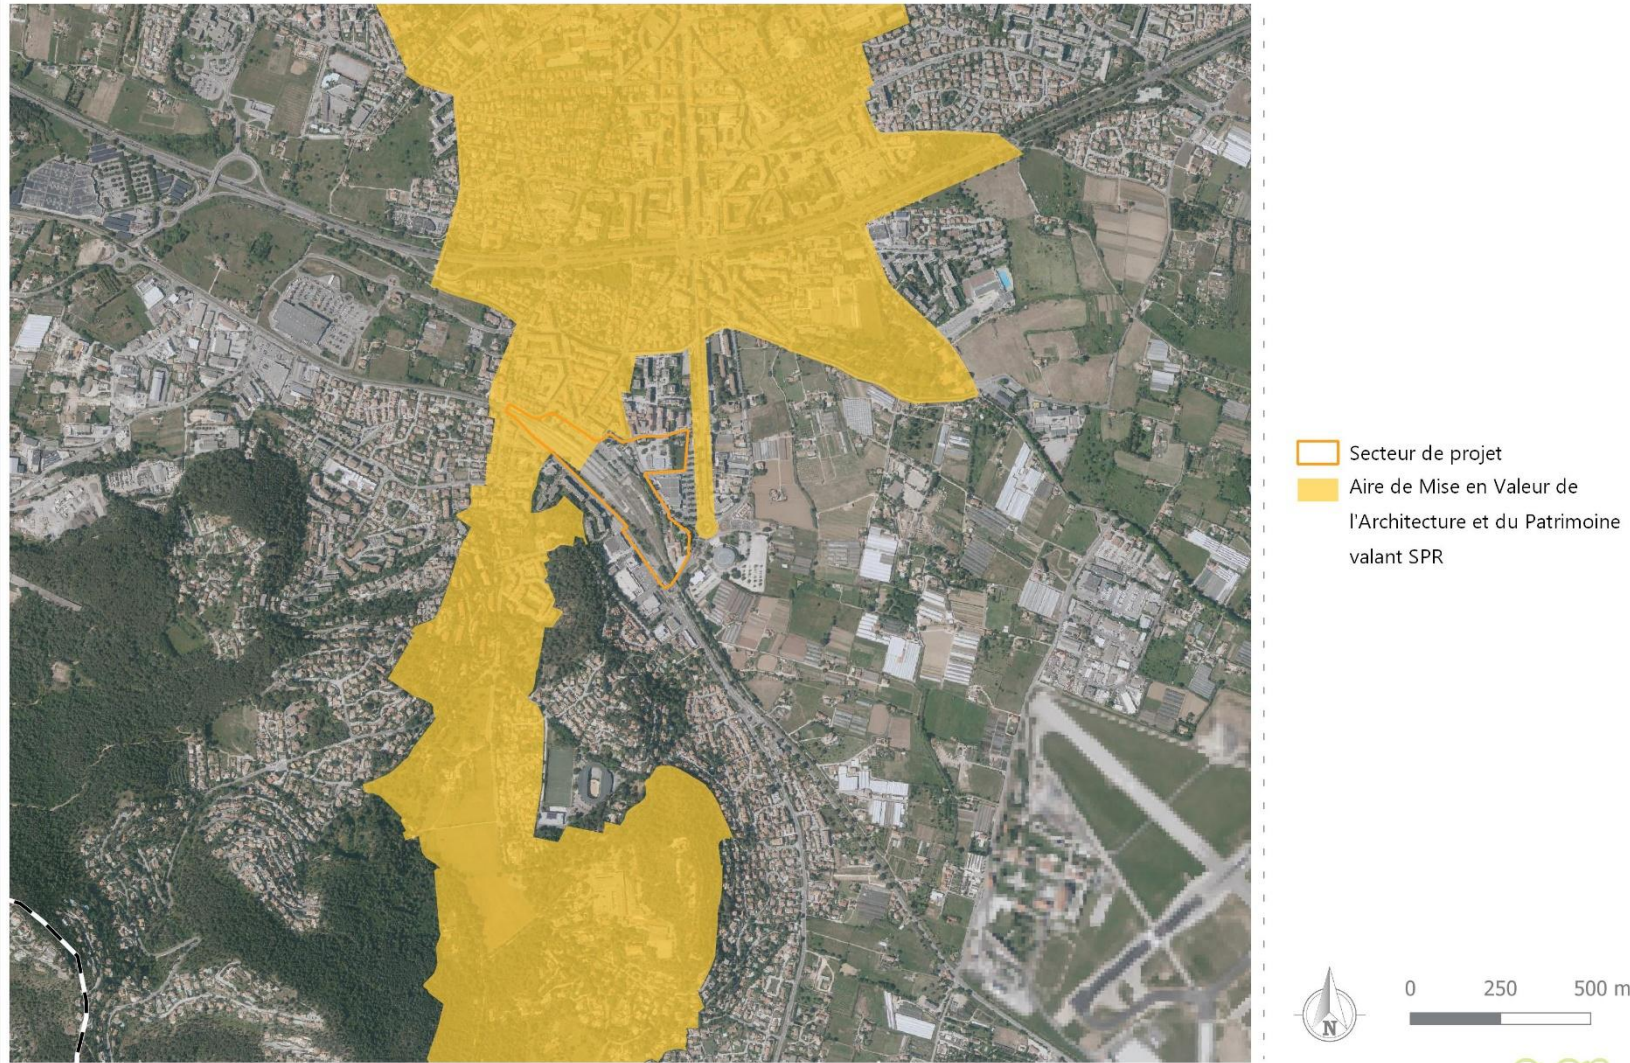 Secteur de projet
Aire de Mise en Valeur de
l'Architecture et du Patrimoine
valant SPR
0 250 500 m
N